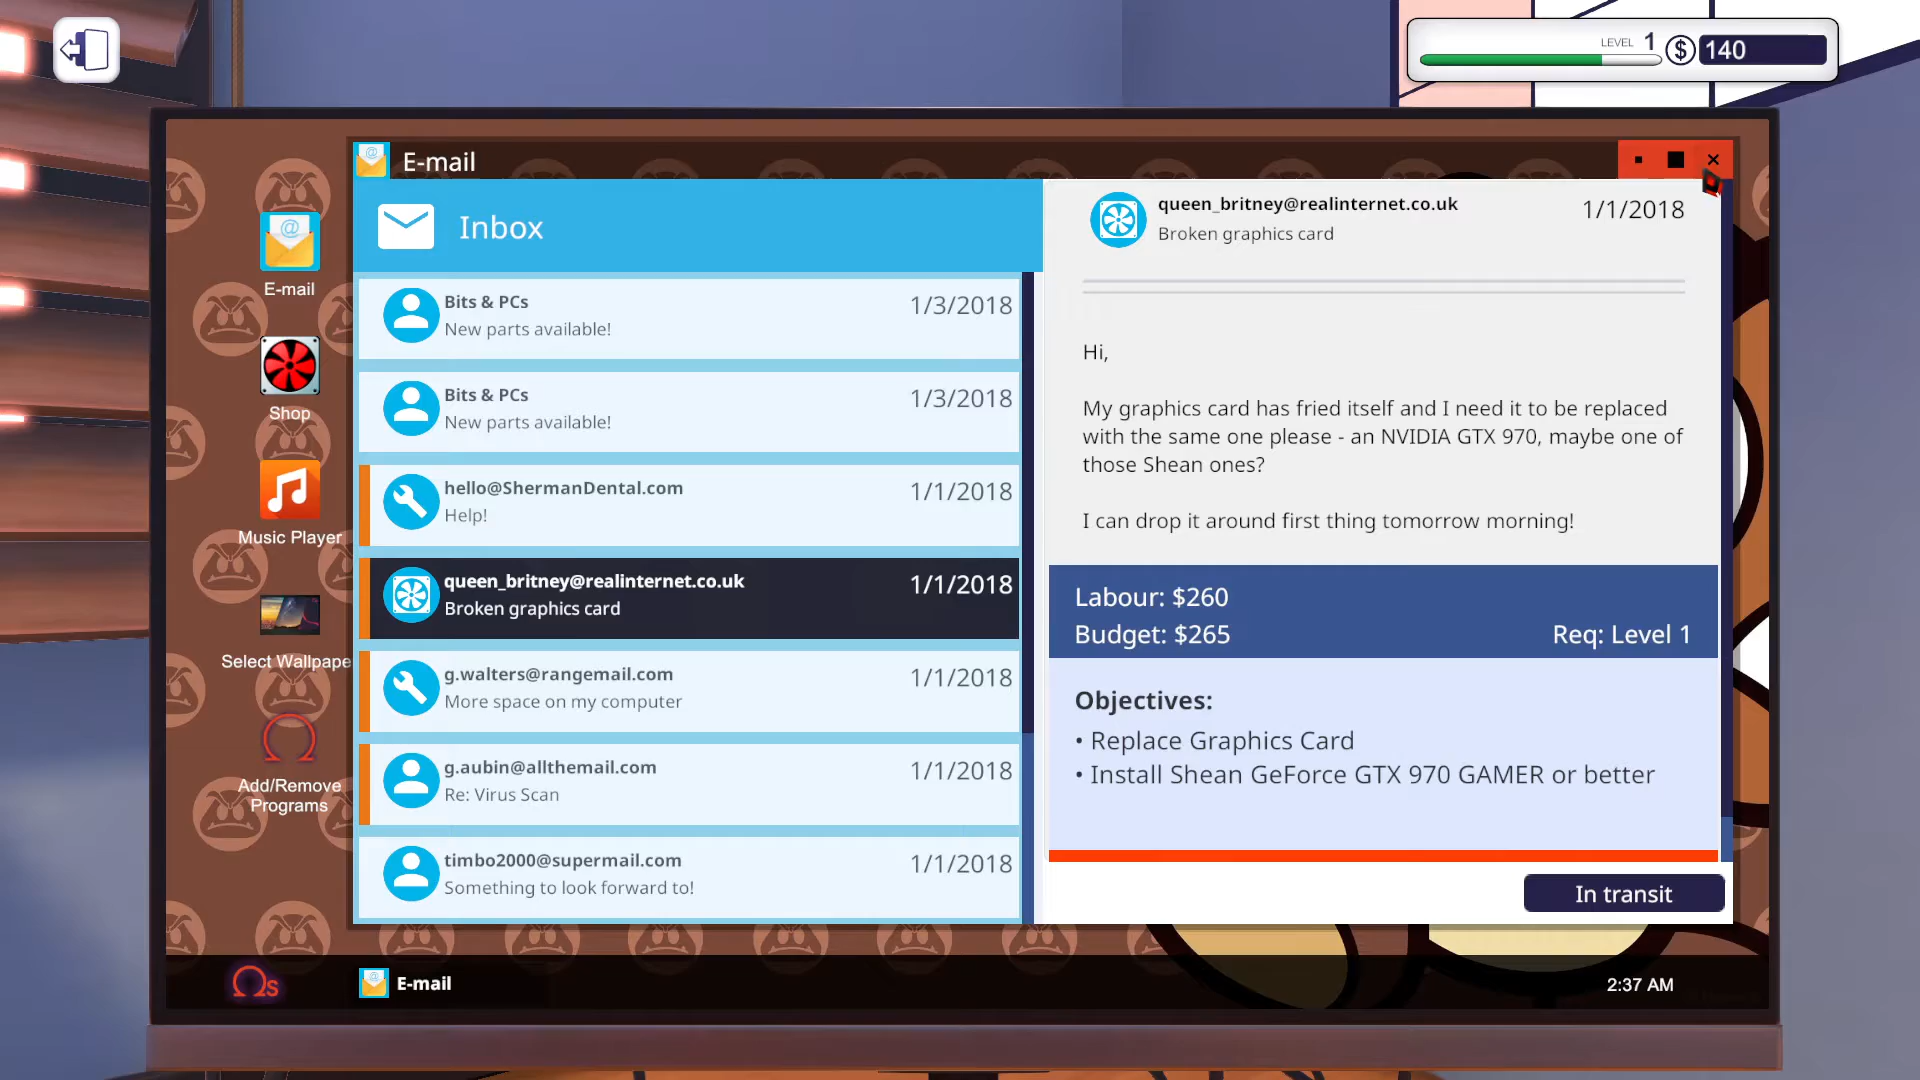 LEVEL 1
$ 140
E-mail
Inbox
Bits & PCs
1/3/2018
New parts available!
Bits & PCs
1/3/2018
New parts available!
hello@ShermanDental.com
1/1/2018
Help!
queen_britney@realinternet.co.uk
1/1/2018
Broken graphics card
g.walters@rangemail.com
1/1/2018
More space on my computer
g.aubin@allthemail.com
1/1/2018
Re: Virus Scan
timbo2000@supermail.com
1/1/2018
Something to look forward to!
queen_britney@realinternet.co.uk
1/1/2018
Broken graphics card
Hi,
My graphics card has fried itself and I need it to be replaced
with the same one please - an NVIDIA GTX 970, maybe one of
those Shean ones?
I can drop it around first thing tomorrow morning!
Labour: $260
Budget: $265
Req: Level 1
Objectives:
• Replace Graphics Card
• Install Shean GeForce GTX 970 GAMER or better
In transit
E-mail
Shop
Music Player
Select Wallpape
Add/Remove
Programs
Ωs
E-mail
2:37 AM